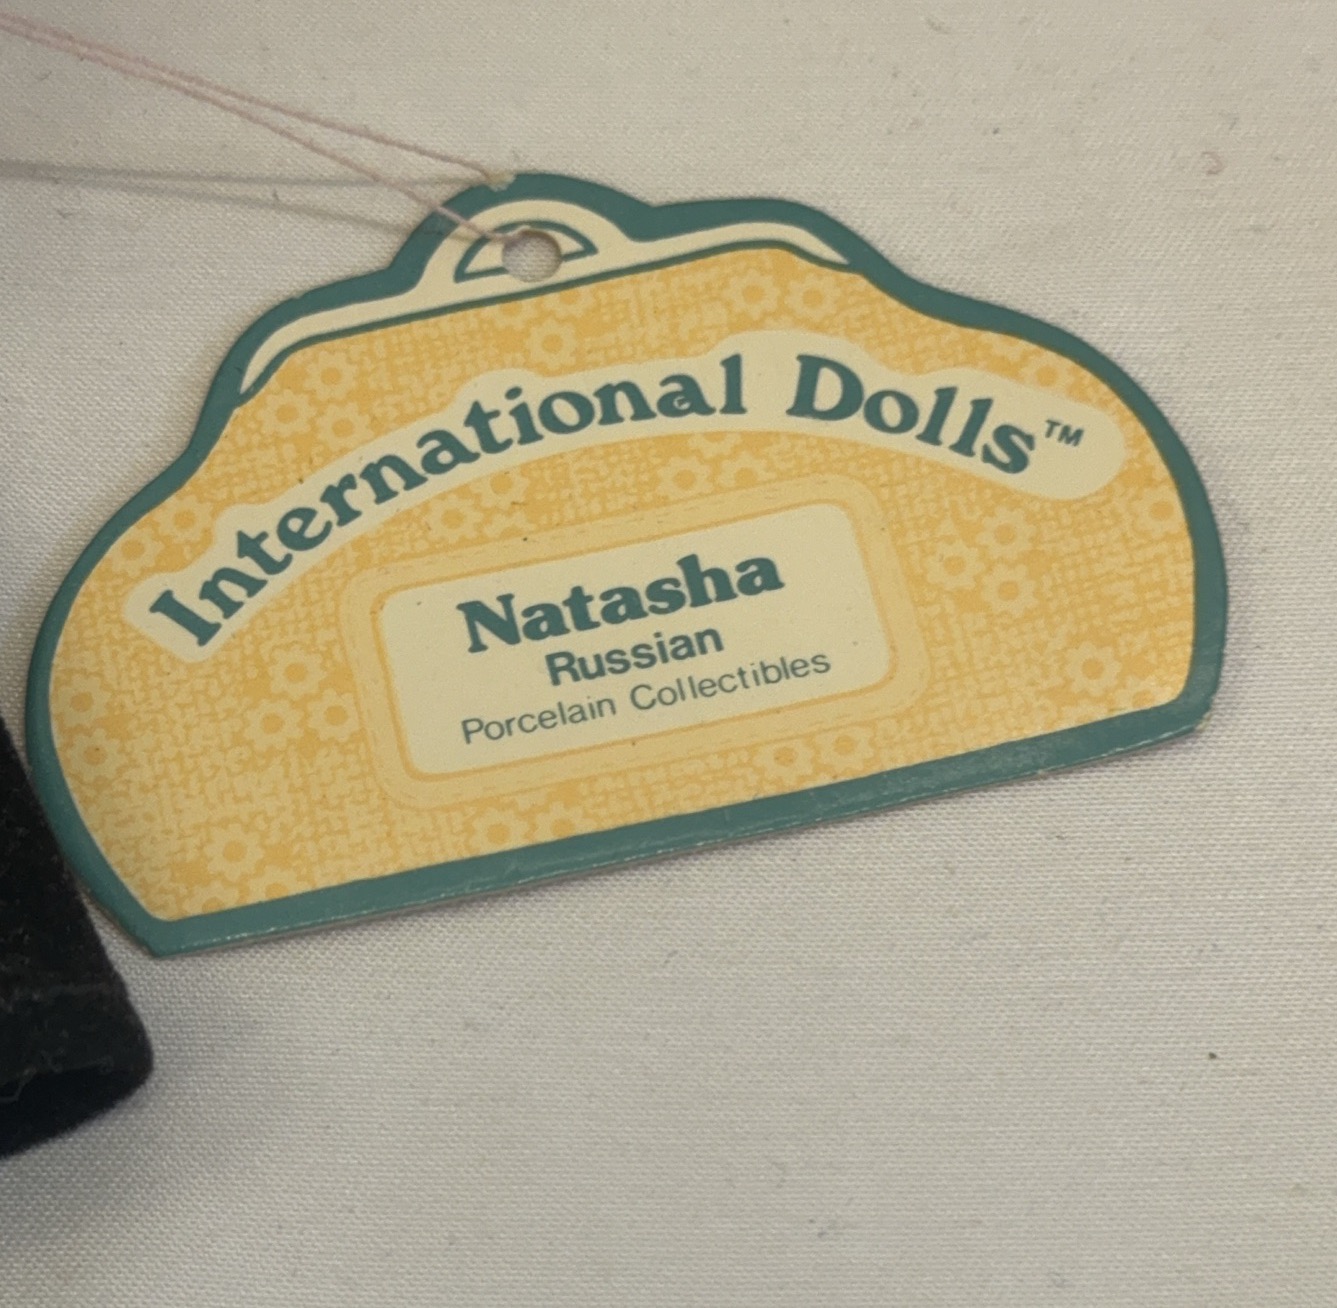 International Dolls™
Natasha
Russian
Porcelain Collectibles